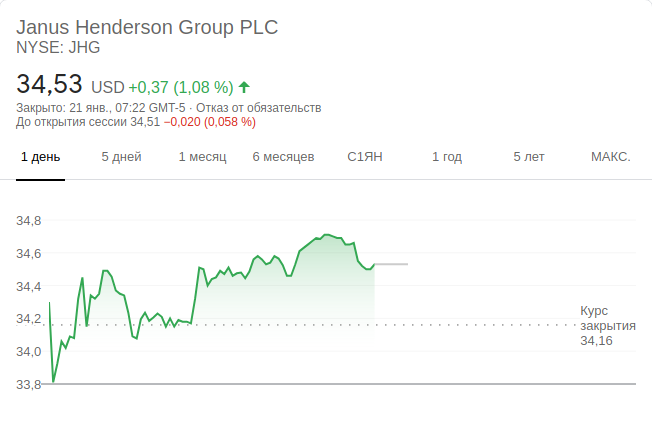 Janus Henderson Group PLC
NYSE: JHG
34,53 USD +0,37 (1,08 %)
Закрыто: 21 янв., 07:22 GMT-5 · Отказ от обязательств
До открытия сессии 34,51 −0,020 (0,058 %)
1 день 5 дней 1 месяц 6 месяцев С1ЯН 1 год 5 лет МАКС.
34,8
34,6
34,4
34,2
34,0
33,8
Курс
закрытия
34,16